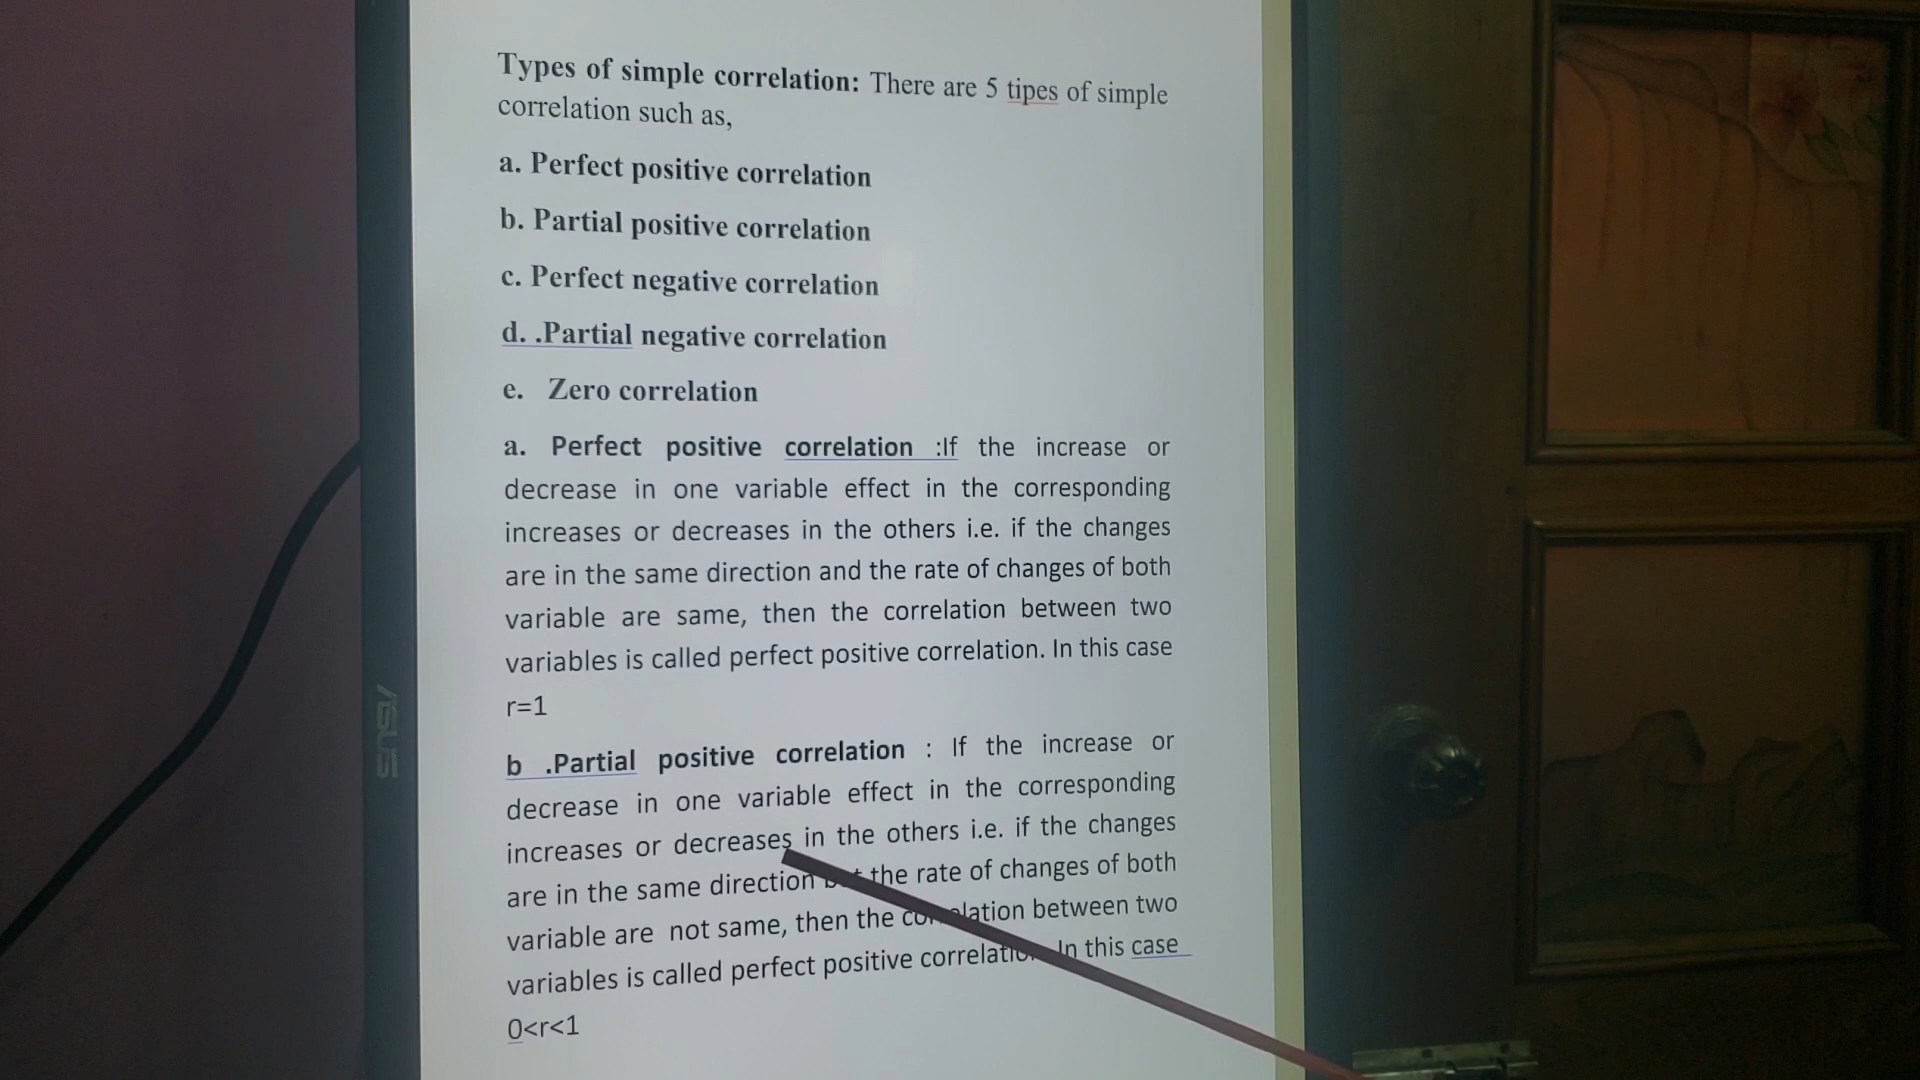 Types of simple correlation: There are 5 tipes of simple
correlation such as,
a. Perfect positive correlation
b. Partial positive correlation
c. Perfect negative correlation
d. .Partial negative correlation
e. Zero correlation
a. Perfect positive correlation :If the increase or
decrease in one variable effect in the corresponding
increases or decreases in the others i.e. if the changes
are in the same direction and the rate of changes of both
variable are same, then the correlation between two
variables is called perfect positive correlation. In this case
r=1
b .Partial positive correlation : If the increase or
decrease in one variable effect in the corresponding
increases or decreases in the others i.e. if the changes
are in the same direction the rate of changes of both
variable are not same, then the correlation between two
variables is called perfect positive correlation In this case
0<r<1
ASUS